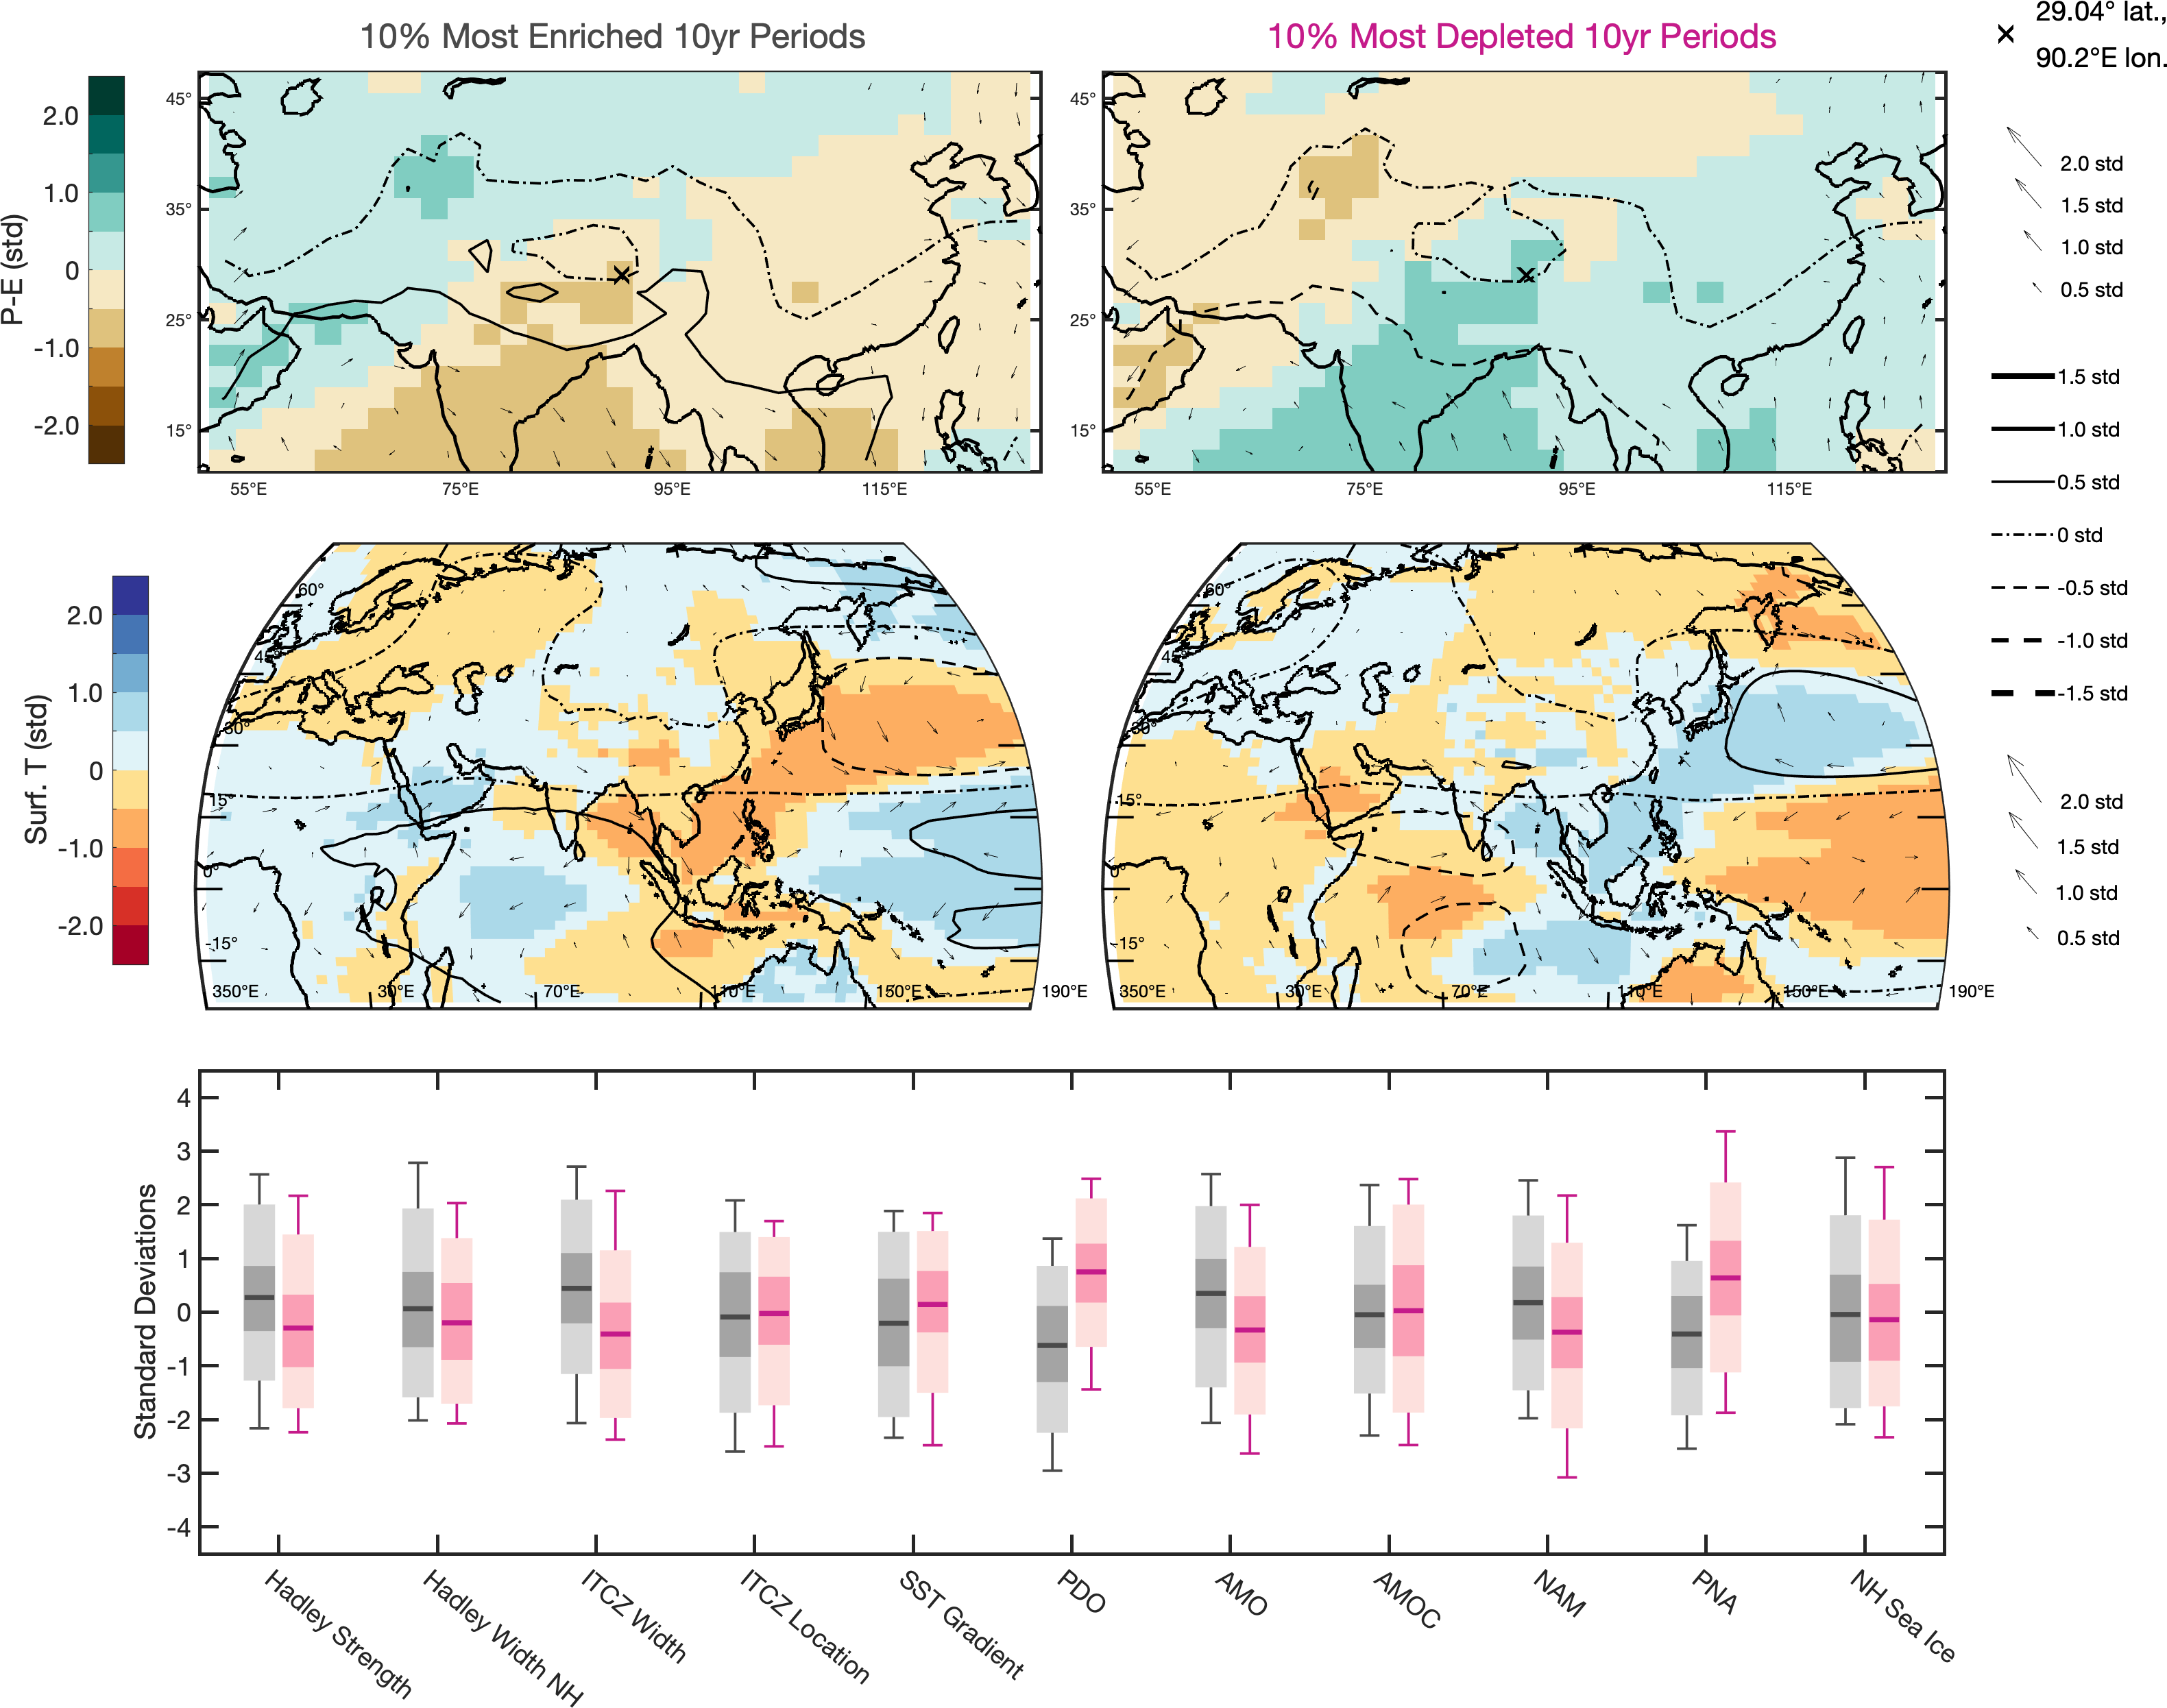 10% Most Enriched 10yr Periods
10% Most Depleted 10yr Periods
29.04° lat.,
90.2°E lon.
P-E (std)
2.0
1.0
0
-1.0
-2.0
45°
35°
25°
15°
55°E
75°E
95°E
115°E
45°
35°
25°
15°
55°E
75°E
95°E
115°E
2.0 std
1.5 std
1.0 std
0.5 std
1.5 std
1.0 std
0.5 std
0 std
-0.5 std
-1.0 std
-1.5 std
2.0 std
1.5 std
1.0 std
0.5 std
Surf. T (std)
2.0
1.0
0
-1.0
-2.0
60°
45°
30°
15°
0°
-15°
350°E
30°E
70°E
110°E
150°E
190°E
60°
45°
30°
15°
0°
-15°
350°E
30°E
70°E
110°E
150°E
190°E
Standard Deviations
4
3
2
1
0
-1
-2
-3
-4
Hadley Strength
Hadley Width NH
ITCZ Width
ITCZ Location
SST Gradient
PDO
AMO
AMOC
NAM
PNA
NH Sea Ice